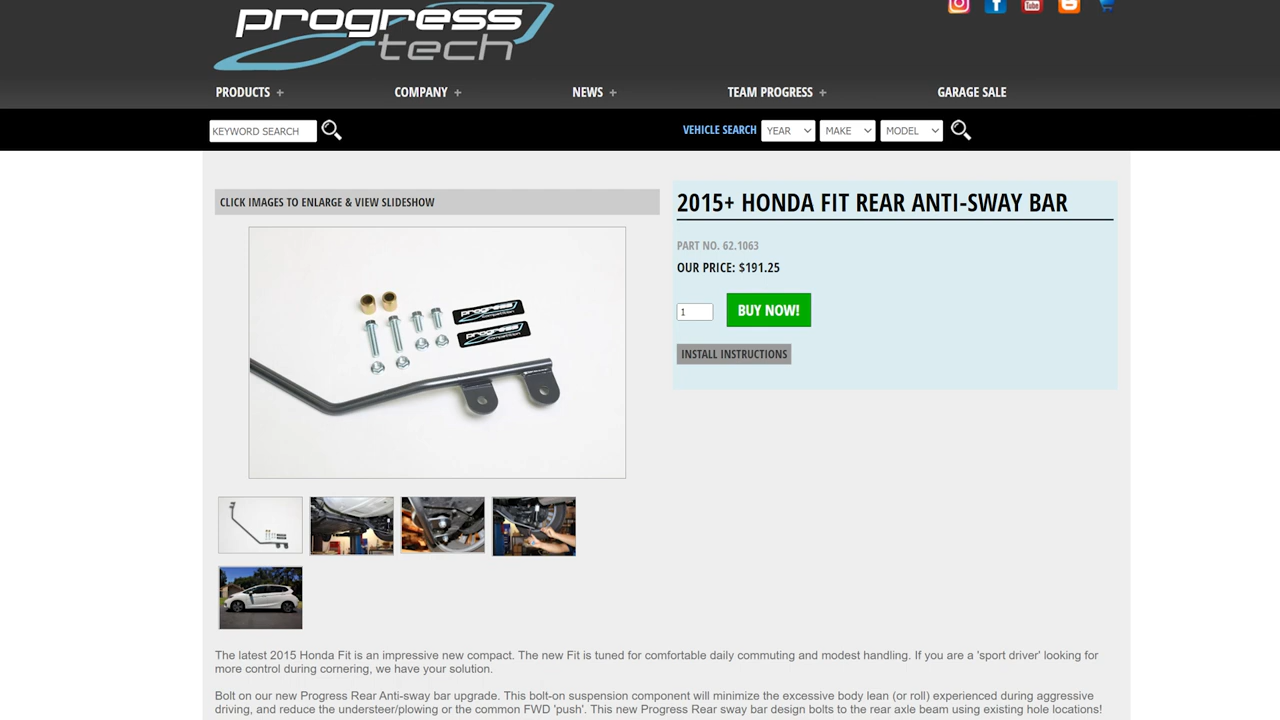 progress
tech
PRODUCTS +
COMPANY +
NEWS +
TEAM PROGRESS +
GARAGE SALE
KEYWORD SEARCH
VEHICLE SEARCH YEAR MAKE MODEL
CLICK IMAGES TO ENLARGE & VIEW SLIDESHOW
2015+ HONDA FIT REAR ANTI-SWAY BAR
PART NO. 62.1063
OUR PRICE: $191.25
1
BUY NOW!
INSTALL INSTRUCTIONS
progress
competition
progress
competition
The latest 2015 Honda Fit is an impressive new compact. The new Fit is tuned for comfortable daily commuting and modest handling. If you are a 'sport driver' looking for
more control during cornering, we have your solution.
Bolt on our new Progress Rear Anti-sway bar upgrade. This bolt-on suspension component will minimize the excessive body lean (or roll) experienced during aggressive
driving, and reduce the understeer/plowing or the common FWD 'push'. This new Progress Rear sway bar design bolts to the rear axle beam using existing hole locations!